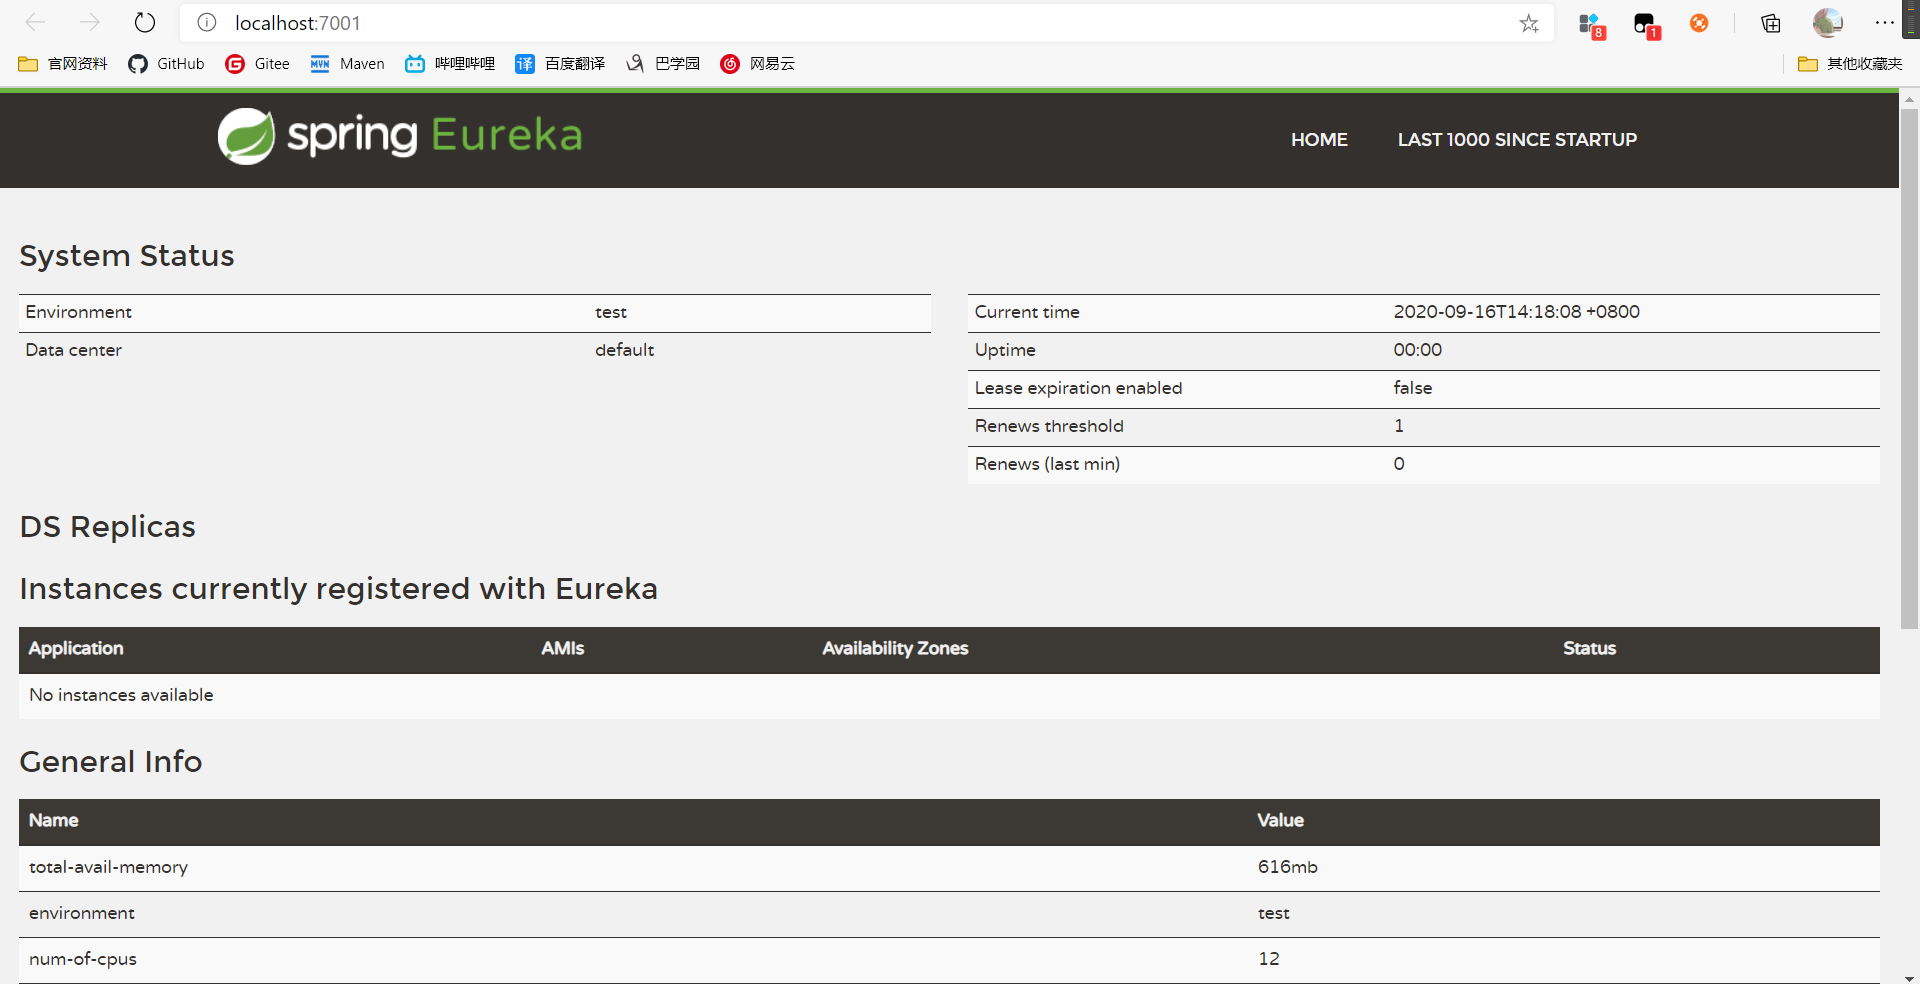 localhost:7001
8
1
官网资料 GitHub Gitee Maven 哔哩哔哩 百度翻译 巴学园 网易云 其他收藏夹
spring Eureka HOME LAST 1000 SINCE STARTUP
System Status
Environment test
Data center default
Current time 2020-09-16T14:18:08 +0800
Uptime 00:00
Lease expiration enabled false
Renews threshold 1
Renews (last min) 0
DS Replicas
Instances currently registered with Eureka
Application AMIs Availability Zones Status
No instances available
General Info
Name Value
total-avail-memory 616mb
environment test
num-of-cpus 12